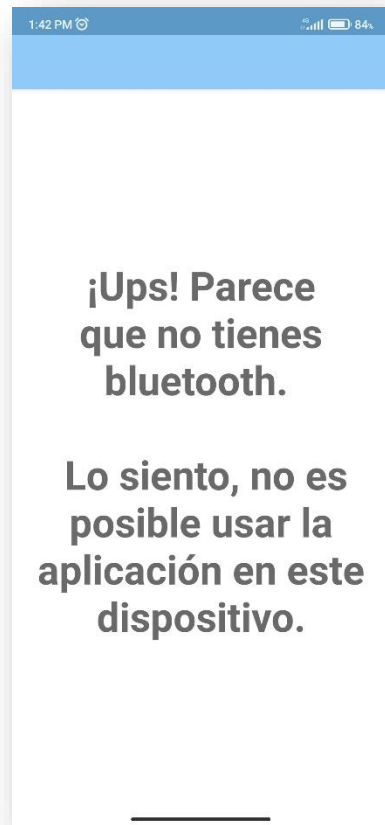 1:42 PM
4G 84%
¡Ups! Parece
que no tienes
bluetooth.
Lo siento, no es
posible usar la
aplicación en este
dispositivo.